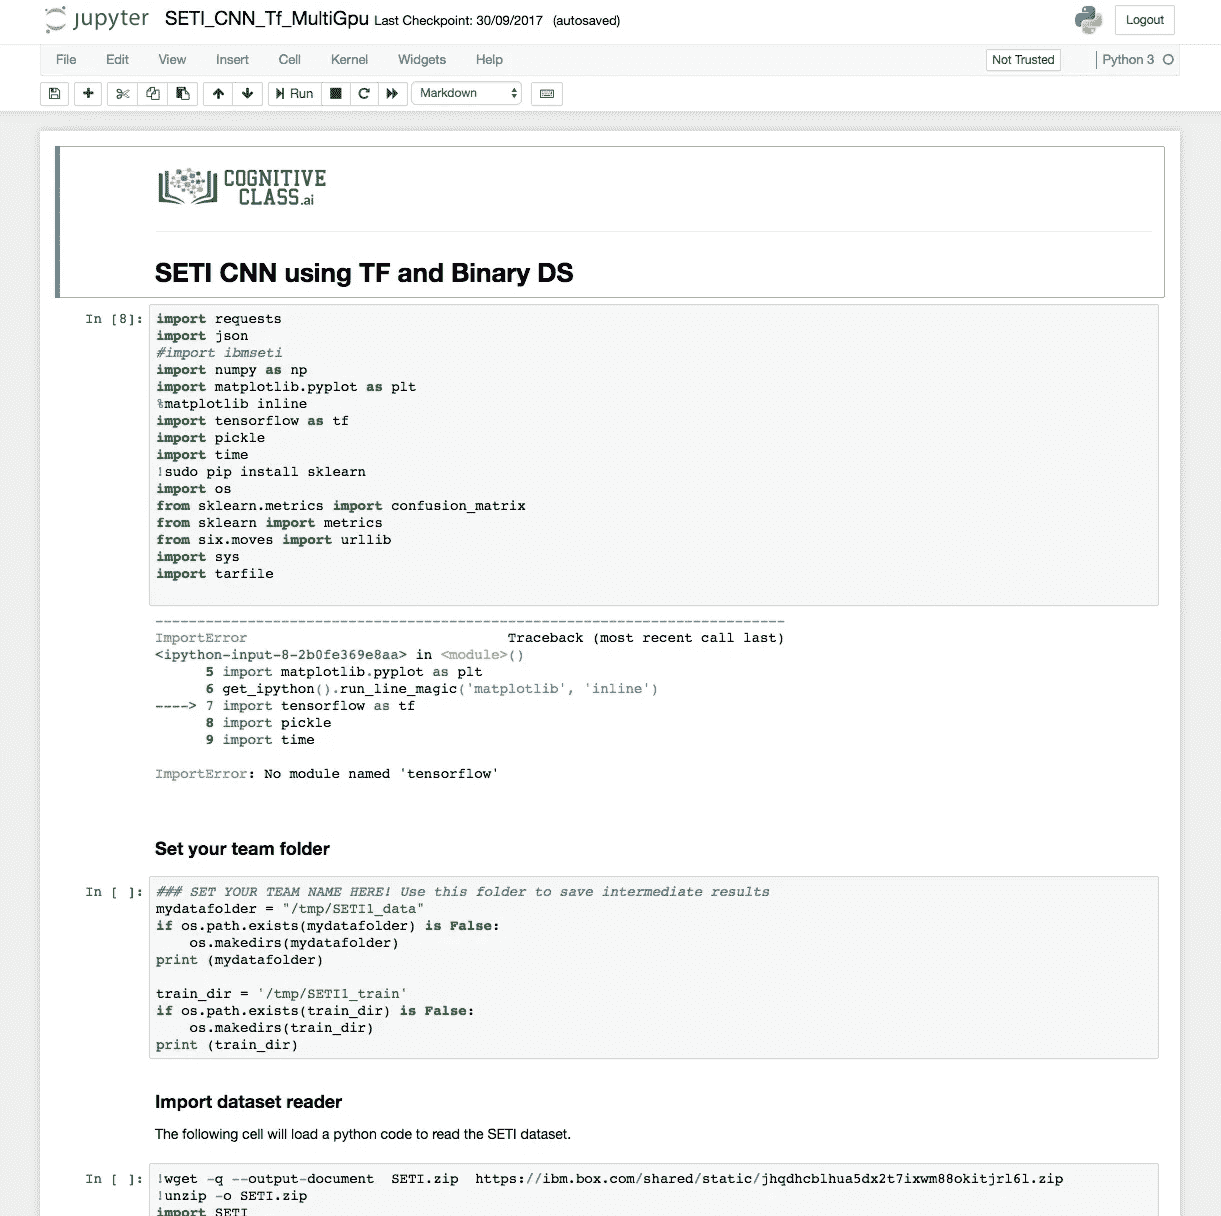 jupyter SETI_CNN_Tf_MultiGpu Last Checkpoint: 30/09/2017 (autosaved) Logout
File Edit View Insert Cell Kernel Widgets Help Not Trusted Python 3
Run Markdown
COGNITIVE
CLASS.ai
SETI CNN using TF and Binary DS
In [8]: import requests
import json
#import ibmseti
import numpy as np
import matplotlib.pyplot as plt
%matplotlib inline
import tensorflow as tf
import pickle
import time
!sudo pip install sklearn
import os
from sklearn.metrics import confusion_matrix
from sklearn import metrics
from six.moves import urllib
import sys
import tarfile
---------------------------------------------------------------------------
ImportError Traceback (most recent call last)
<ipython-input-8-2b0fe369e8aa> in <module>()
5 import matplotlib.pyplot as plt
6 get_ipython().run_line_magic('matplotlib', 'inline')
----> 7 import tensorflow as tf
8 import pickle
9 import time
ImportError: No module named 'tensorflow'
Set your team folder
In [ ]: ### SET YOUR TEAM NAME HERE! Use this folder to save intermediate results
mydatafolder = "/tmp/SETI1_data"
if os.path.exists(mydatafolder) is False:
    os.makedirs(mydatafolder)
print (mydatafolder)
train_dir = '/tmp/SETI1_train'
if os.path.exists(train_dir) is False:
    os.makedirs(train_dir)
print (train_dir)
Import dataset reader
The following cell will load a python code to read the SETI dataset.
In [ ]: !wget -q --output-document  SETI.zip  https://ibm.box.com/shared/static/jhqdhcblhua5dx2t7ixwm88okitjrl6l.zip
!unzip -o SETI.zip
import SETI